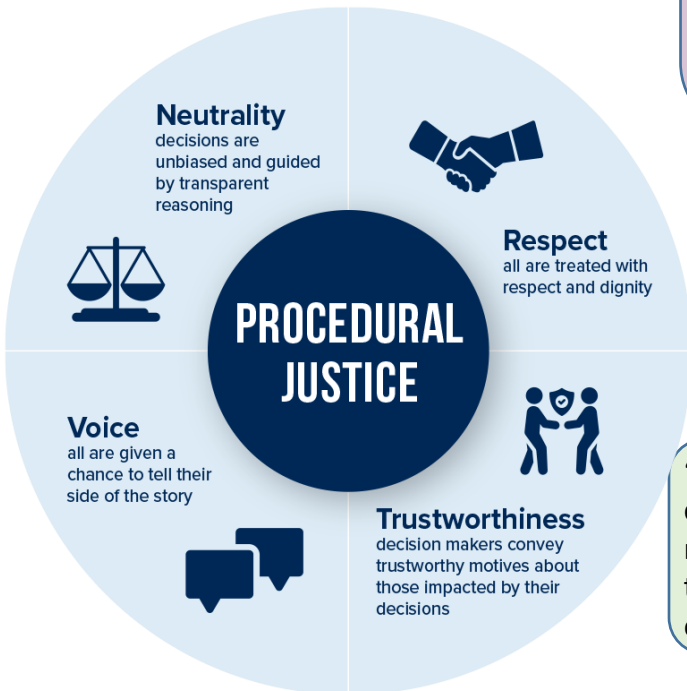 Neutrality
decisions are
unbiased and guided
by transparent
reasoning
Respect
all are treated with
respect and dignity
PROCEDURAL
JUSTICE
Voice
all are given a
chance to tell their
side of the story
Trustworthiness
decision makers convey
trustworthy motives about
those impacted by their
decisions